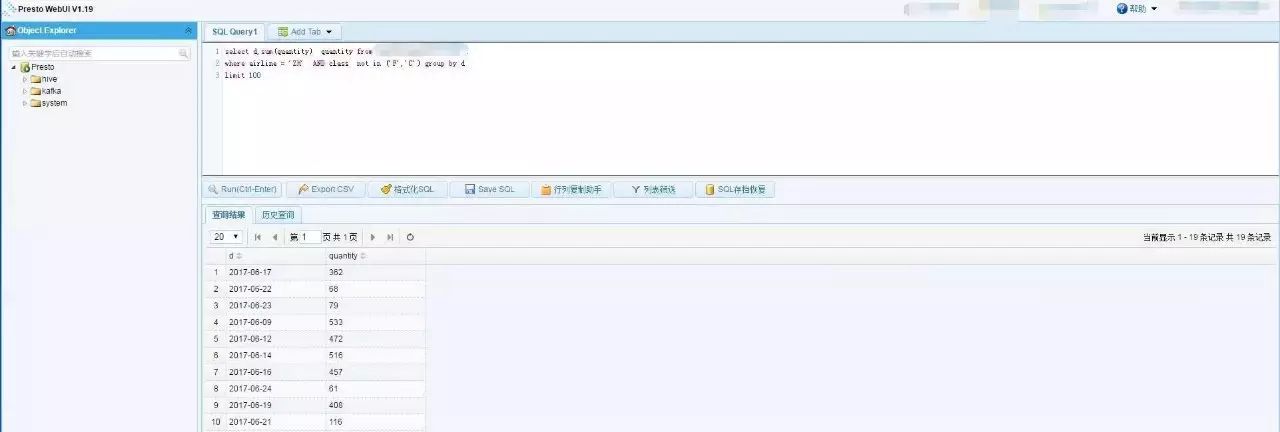 Presto WebUI V1.19
帮助
Object Explorer
输入关键字后自动搜索
Presto
hive
kafka
system
SQL Query1
Add Tab
1 select d,sum(quantity) quantity from
2 where airline = 'ZH' AND class not in ('F','C') group by d
3 limit 100
Run(Ctrl-Enter) Export CSV 格式化SQL Save SQL 行列复制助手 列表筛选 SQL存档恢复
查询结果 历史查询
20 第 1 页 共 1 页 当前显示 1 - 19 条记录 共 19 条记录
d quantity
1 2017-06-17 362
2 2017-06-22 68
3 2017-06-23 79
4 2017-06-09 533
5 2017-06-12 472
6 2017-06-14 516
7 2017-06-16 457
8 2017-06-24 61
9 2017-06-19 408
10 2017-06-21 116